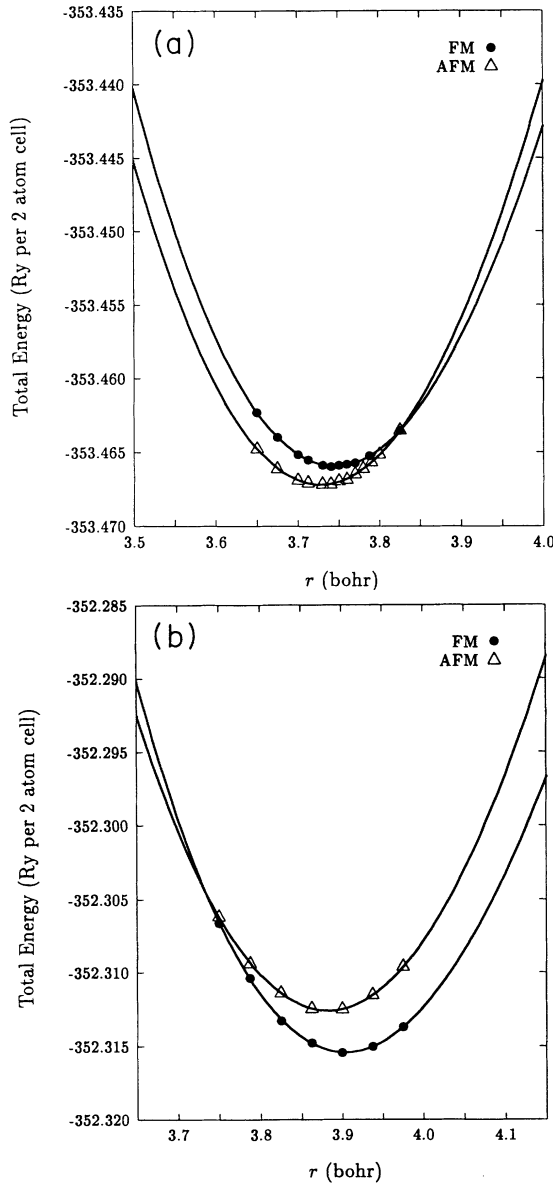 (a)
FM
AFM
Total Energy (Ry per 2 atom cell)
-353.435
-353.440
-353.445
-353.450
-353.455
-353.460
-353.465
-353.470
3.5 3.6 3.7 3.8 3.9 4.0
r (bohr)
(b)
FM
AFM
Total Energy (Ry per 2 atom cell)
-352.285
-352.290
-352.295
-352.300
-352.305
-352.310
-352.315
-352.320
3.7 3.8 3.9 4.0 4.1
r (bohr)